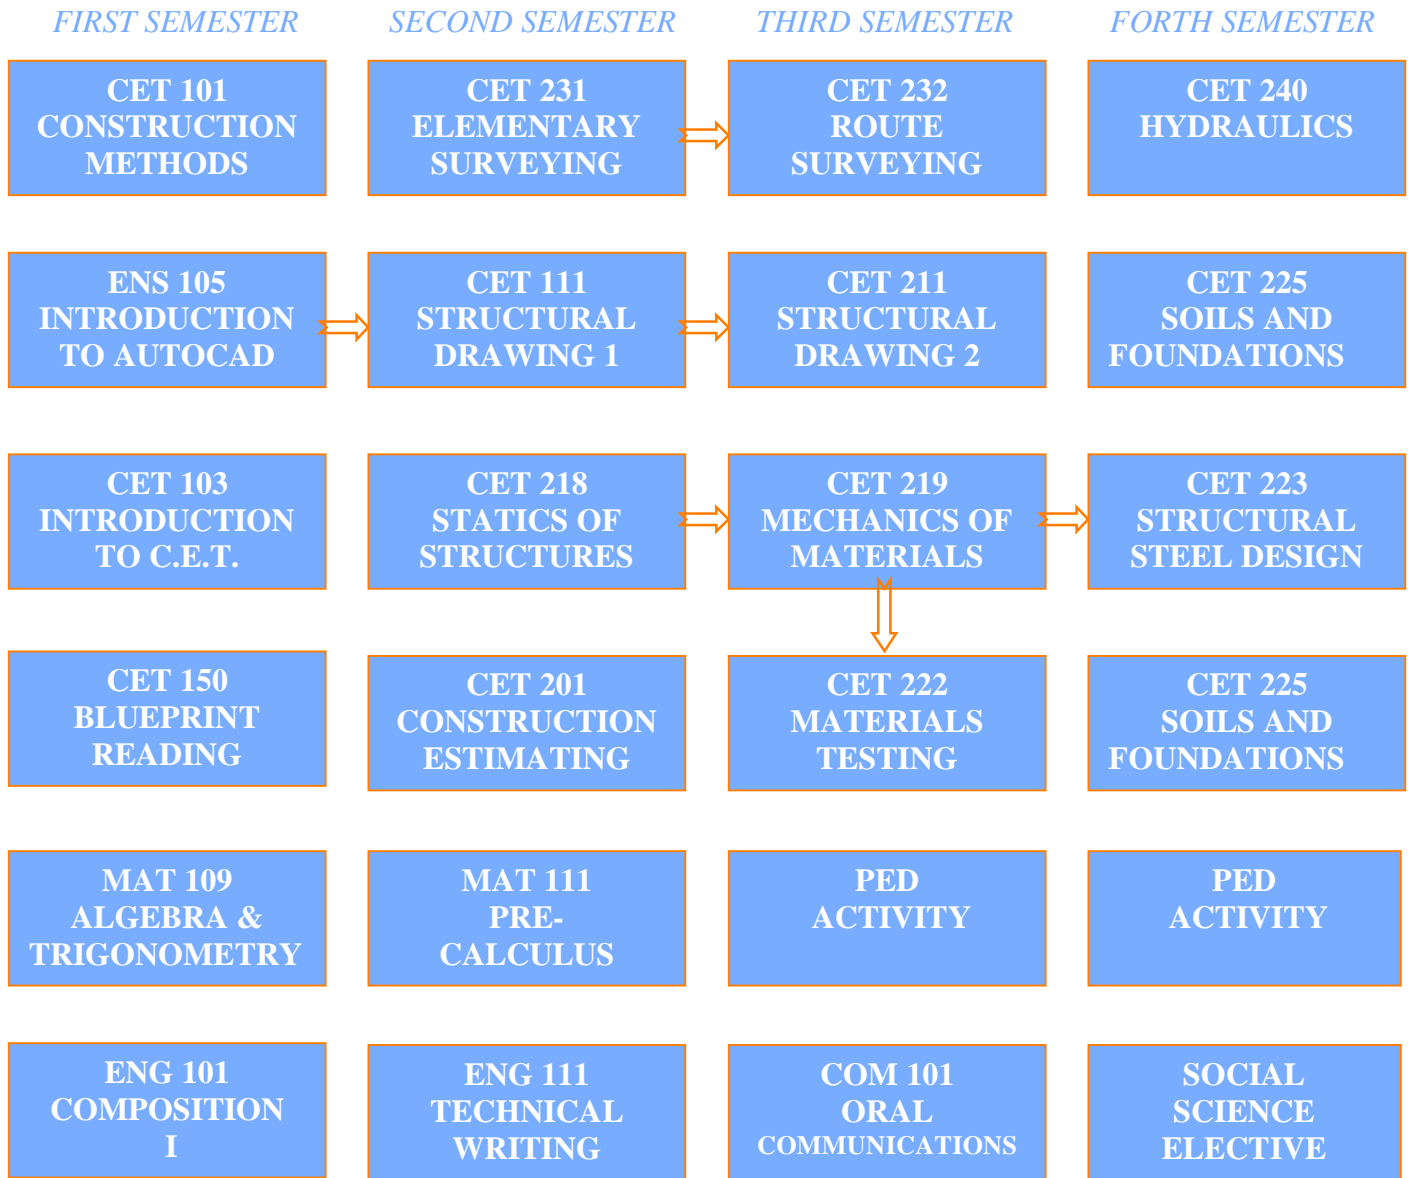 FIRST SEMESTER
SECOND SEMESTER
THIRD SEMESTER
FORTH SEMESTER
CET 101
CONSTRUCTION
METHODS
CET 231
ELEMENTARY
SURVEYING
CET 232
ROUTE
SURVEYING
CET 240
HYDRAULICS
ENS 105
INTRODUCTION
TO AUTOCAD
CET 111
STRUCTURAL
DRAWING 1
CET 211
STRUCTURAL
DRAWING 2
CET 225
SOILS AND
FOUNDATIONS
CET 103
INTRODUCTION
TO C.E.T.
CET 218
STATICS OF
STRUCTURES
CET 219
MECHANICS OF
MATERIALS
CET 223
STRUCTURAL
STEEL DESIGN
CET 150
BLUEPRINT
READING
CET 201
CONSTRUCTION
ESTIMATING
CET 222
MATERIALS
TESTING
CET 225
SOILS AND
FOUNDATIONS
MAT 109
ALGEBRA &
TRIGONOMETRY
MAT 111
PRE-
CALCULUS
PED
ACTIVITY
PED
ACTIVITY
ENG 101
COMPOSITION
I
ENG 111
TECHNICAL
WRITING
COM 101
ORAL
COMMUNICATIONS
SOCIAL
SCIENCE
ELECTIVE